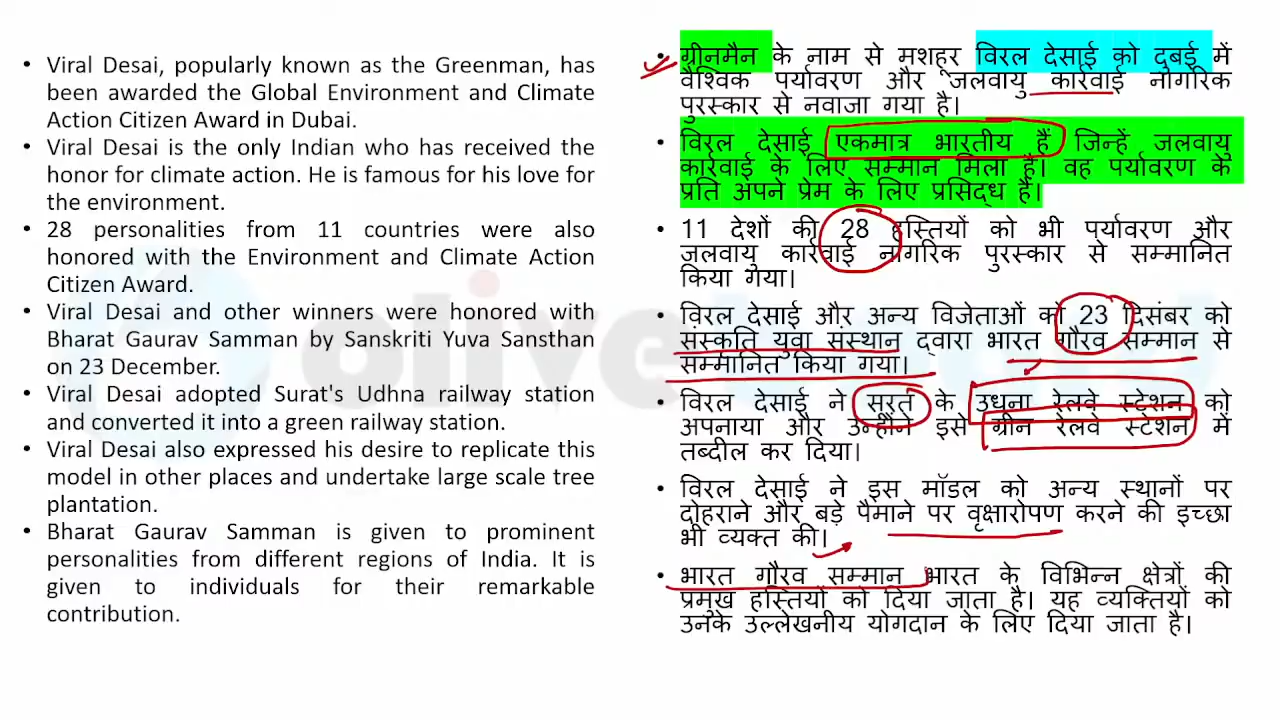 • Viral Desai, popularly known as the Greenman, has
been awarded the Global Environment and Climate
Action Citizen Award in Dubai.
• Viral Desai is the only Indian who has received the
honor for climate action. He is famous for his love for
the environment.
• 28 personalities from 11 countries were also
honored with the Environment and Climate Action
Citizen Award.
• Viral Desai and other winners were honored with
Bharat Gaurav Samman by Sanskriti Yuva Sansthan
on 23 December.
• Viral Desai adopted Surat's Udhna railway station
and converted it into a green railway station.
• Viral Desai also expressed his desire to replicate this
model in other places and undertake large scale tree
plantation.
• Bharat Gaurav Samman is given to prominent
personalities from different regions of India. It is
given to individuals for their remarkable
contribution.
• ग्रीनमैन के नाम से मशहूर विरल देसाई को दुबई में
वैश्विक पर्यावरण और जलवायु कार्रवाई नागरिक
पुरस्कार से नवाजा गया है।
• विरल देसाई एकमात्र भारतीय हैं जिन्हें जलवायु
कार्रवाई के लिए सम्मान मिला है। वह पर्यावरण के
प्रति अपने प्रेम के लिए प्रसिद्ध हैं।
• 11 देशों की 28 हस्तियों को भी पर्यावरण और
जलवायु कार्रवाई नागरिक पुरस्कार से सम्मानित
किया गया।
• विरल देसाई और अन्य विजेताओं को 23 दिसंबर को
संस्कृति युवा संस्थान द्वारा भारत गौरव सम्मान से
सम्मानित किया गया।
• विरल देसाई ने सूरत के उधना रेलवे स्टेशन को
अपनाया और उन्होंने इसे ग्रीन रेलवे स्टेशन में
तब्दील कर दिया।
• विरल देसाई ने इस मॉडल को अन्य स्थानों पर
दोहराने और बड़े पैमाने पर वृक्षारोपण करने की इच्छा
भी व्यक्त की।
• भारत गौरव सम्मान भारत के विभिन्न क्षेत्रों की
प्रमुख हस्तियों को दिया जाता है। यह व्यक्तियों को
उनके उल्लेखनीय योगदान के लिए दिया जाता है।